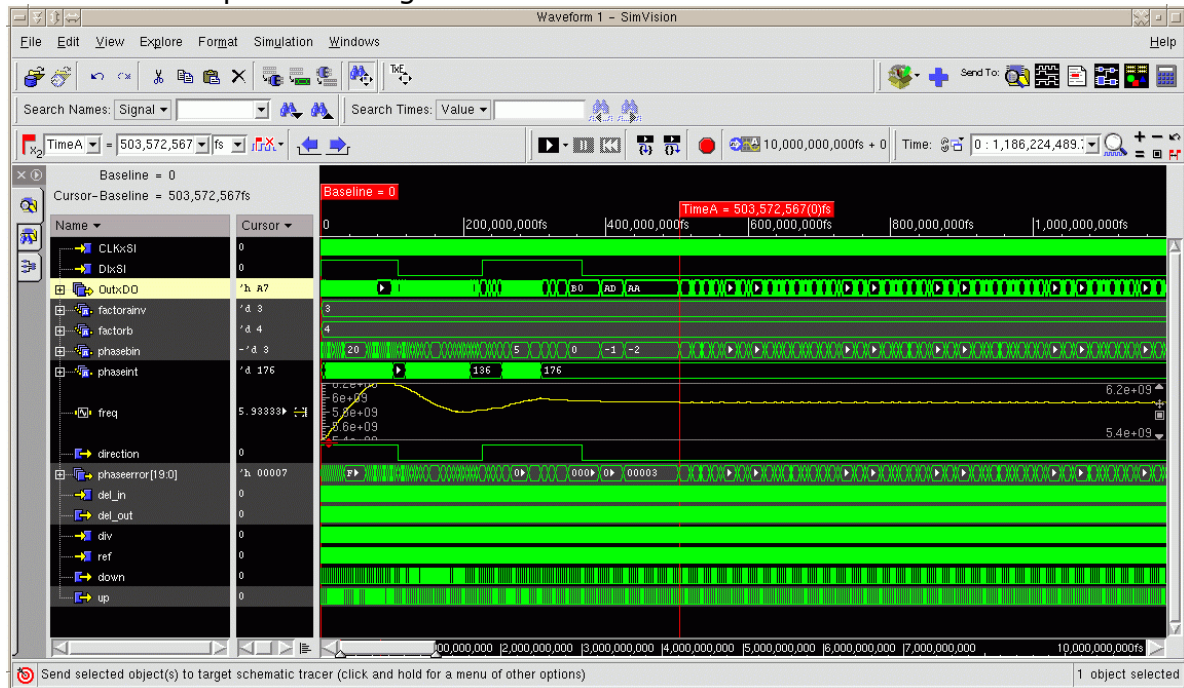 Waveform 1 - SimVision
File Edit View Explore Format Simulation Windows Help
TxE
Send To:
Search Names: Signal Search Times: Value
TimeA = 503,572,567 fs 10,000,000,000fs + 0 Time: 0 : 1,186,224,489.
Baseline = 0
Cursor-Baseline = 503,572,567fs
Baseline = 0
TimeA = 503,572,567(0)fs
Name Cursor 0 200,000,000fs 400,000,000fs 600,000,000fs 800,000,000fs 1,000,000,000fs
CLKxSI 0
DIxSI 0
OutxDO 'h A7 B0 AD AA
factorainv 'd 3 3
factorb 'd 4 4
phasebin -'d 3 20 5 0 -1 -2
phaseint 'd 176 136 176
6.2e+09
-6e+09
freq 5.93333
5.4e+09
direction 0
phaseerror[19:0] 'h 00007 F 0 000 0 00003
del_in 0
del_out 0
div 0
ref 0
down 0
up 0
00,000,000 2,000,000,000 3,000,000,000 4,000,000,000 5,000,000,000 6,000,000,000 7,000,000,000 10,000,000,000fs
Send selected object(s) to target schematic tracer (click and hold for a menu of other options) 1 object selected